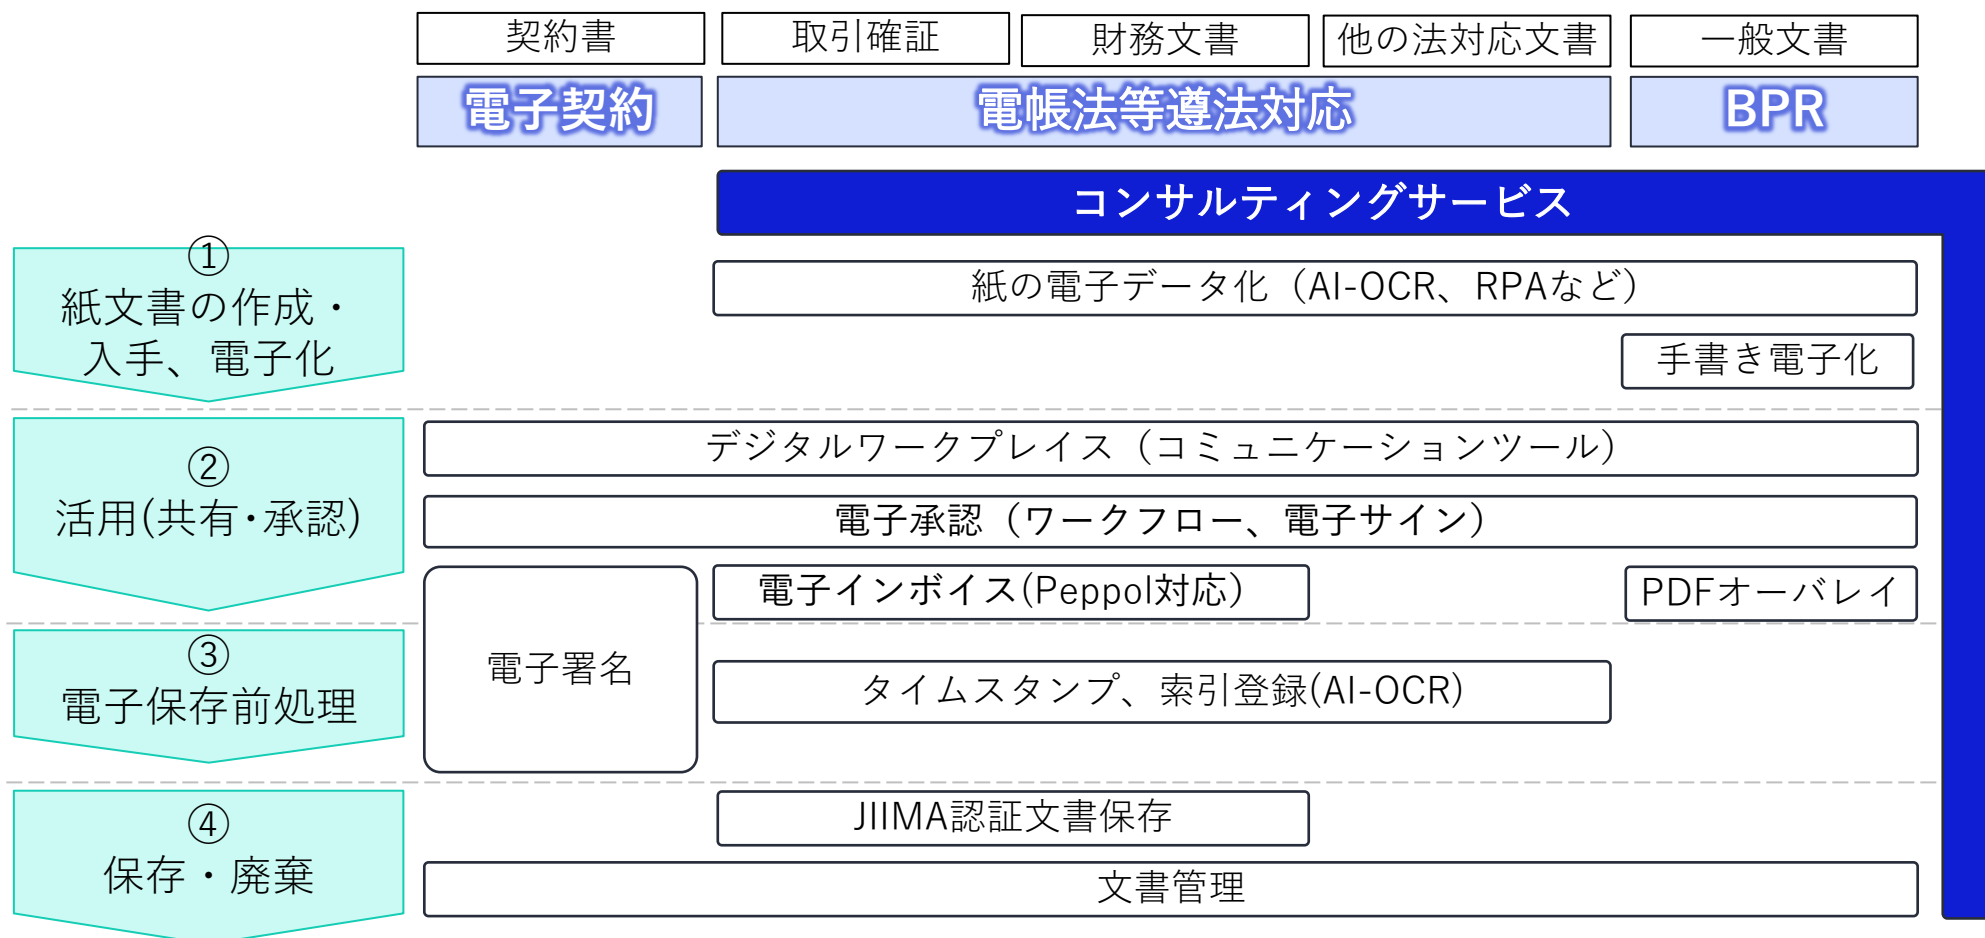 契約書
取引確証
財務文書
他の法対応文書
一般文書
電子契約
電帳法等遵法対応
BPR
コンサルティングサービス
①
紙文書の作成・
入手、電子化
紙の電子データ化（AI-OCR、RPAなど）
手書き電子化
②
活用(共有･承認)
デジタルワークプレイス（コミュニケーションツール）
電子承認（ワークフロー、電子サイン）
電子インボイス(Peppol対応）
PDFオーバレイ
電子署名
③
電子保存前処理
タイムスタンプ、索引登録(AI-OCR)
④
保存・廃棄
JIIMA認証文書保存
文書管理